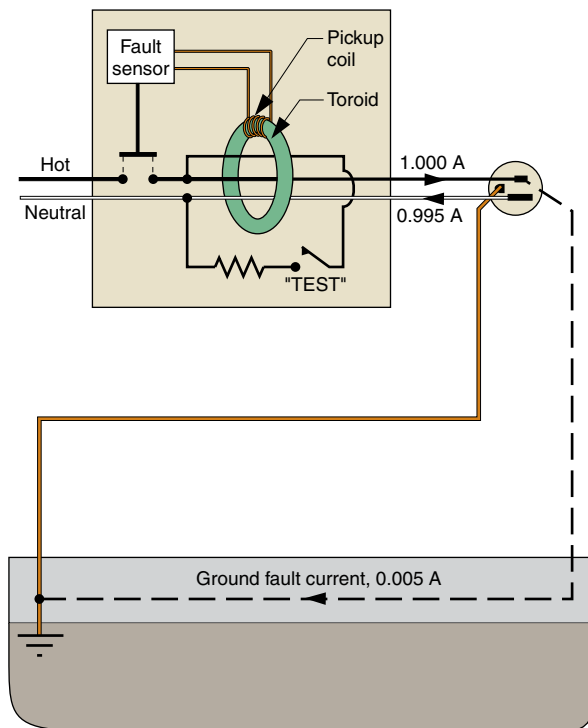 Fault
sensor
Pickup
coil
Toroid
Hot
1.000 A
Neutral
0.995 A
"TEST"
Ground fault current, 0.005 A